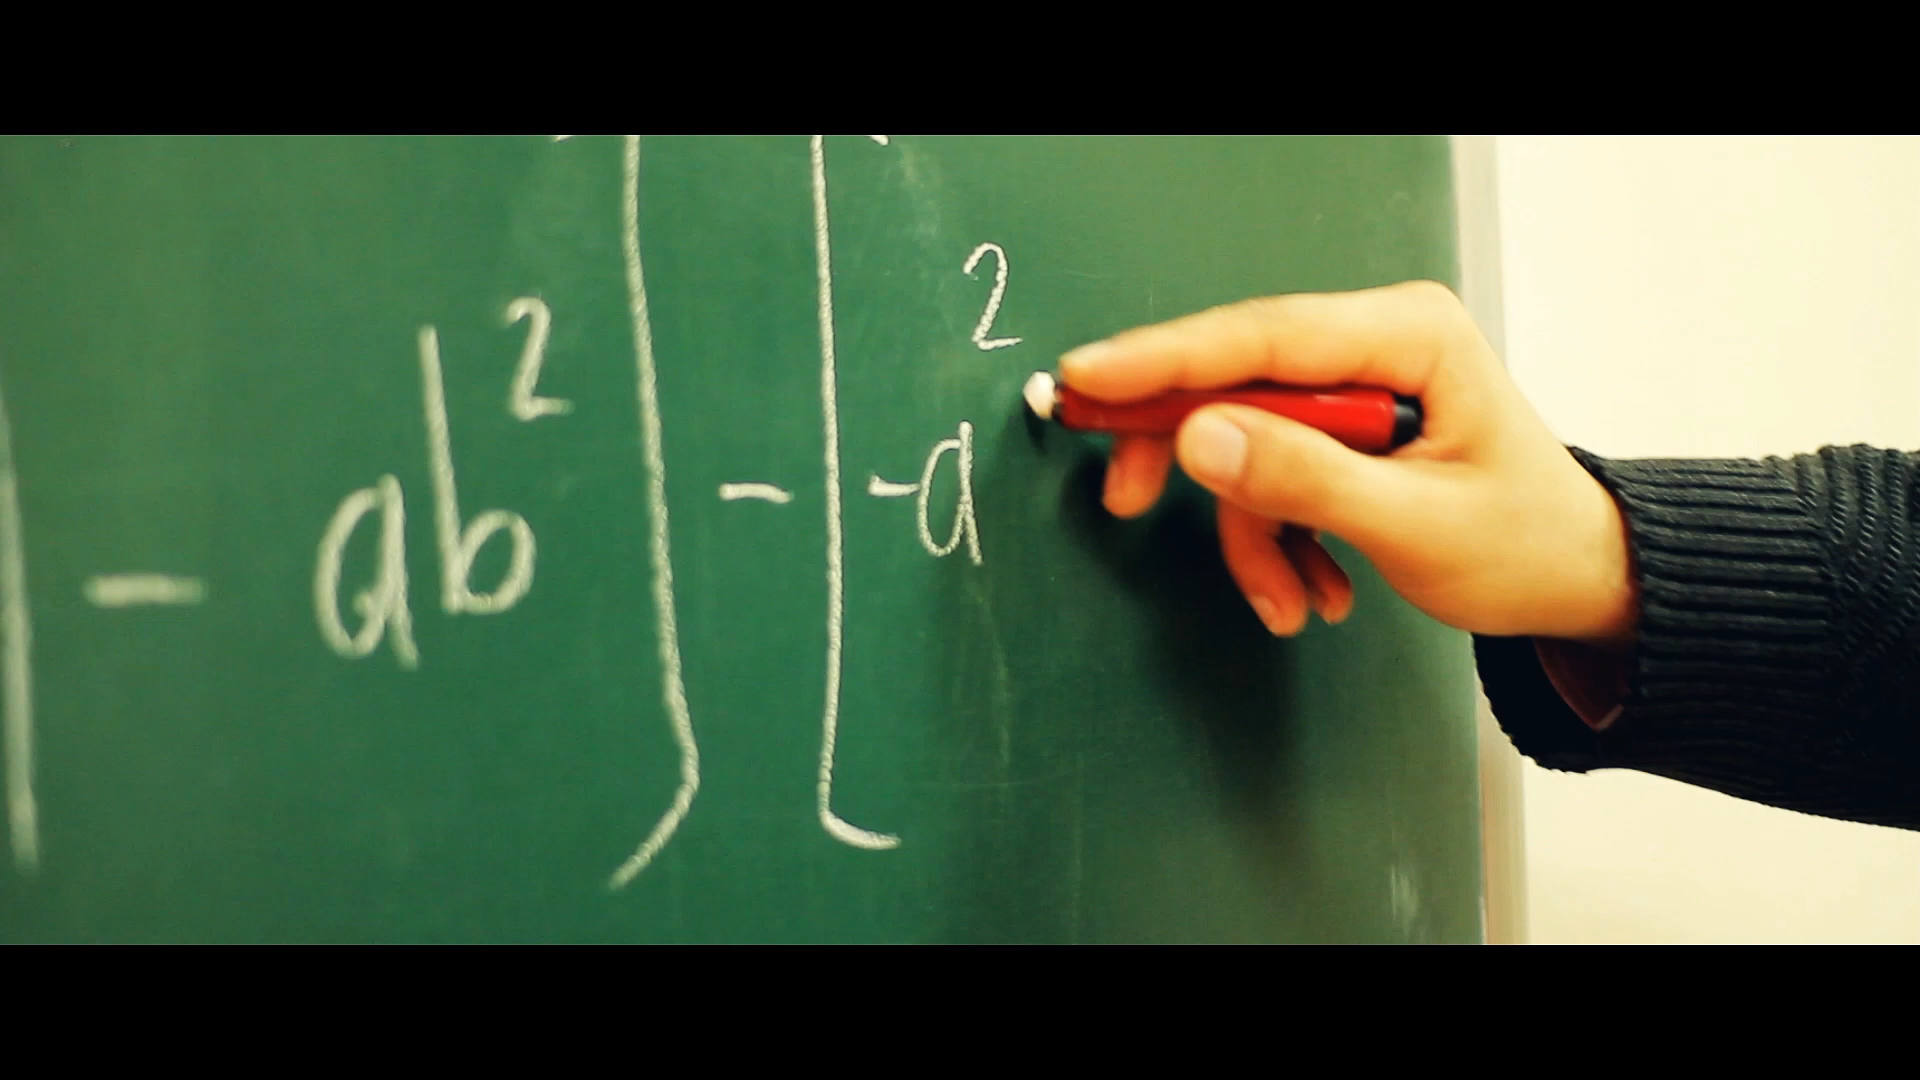 - ab²) - [-a²